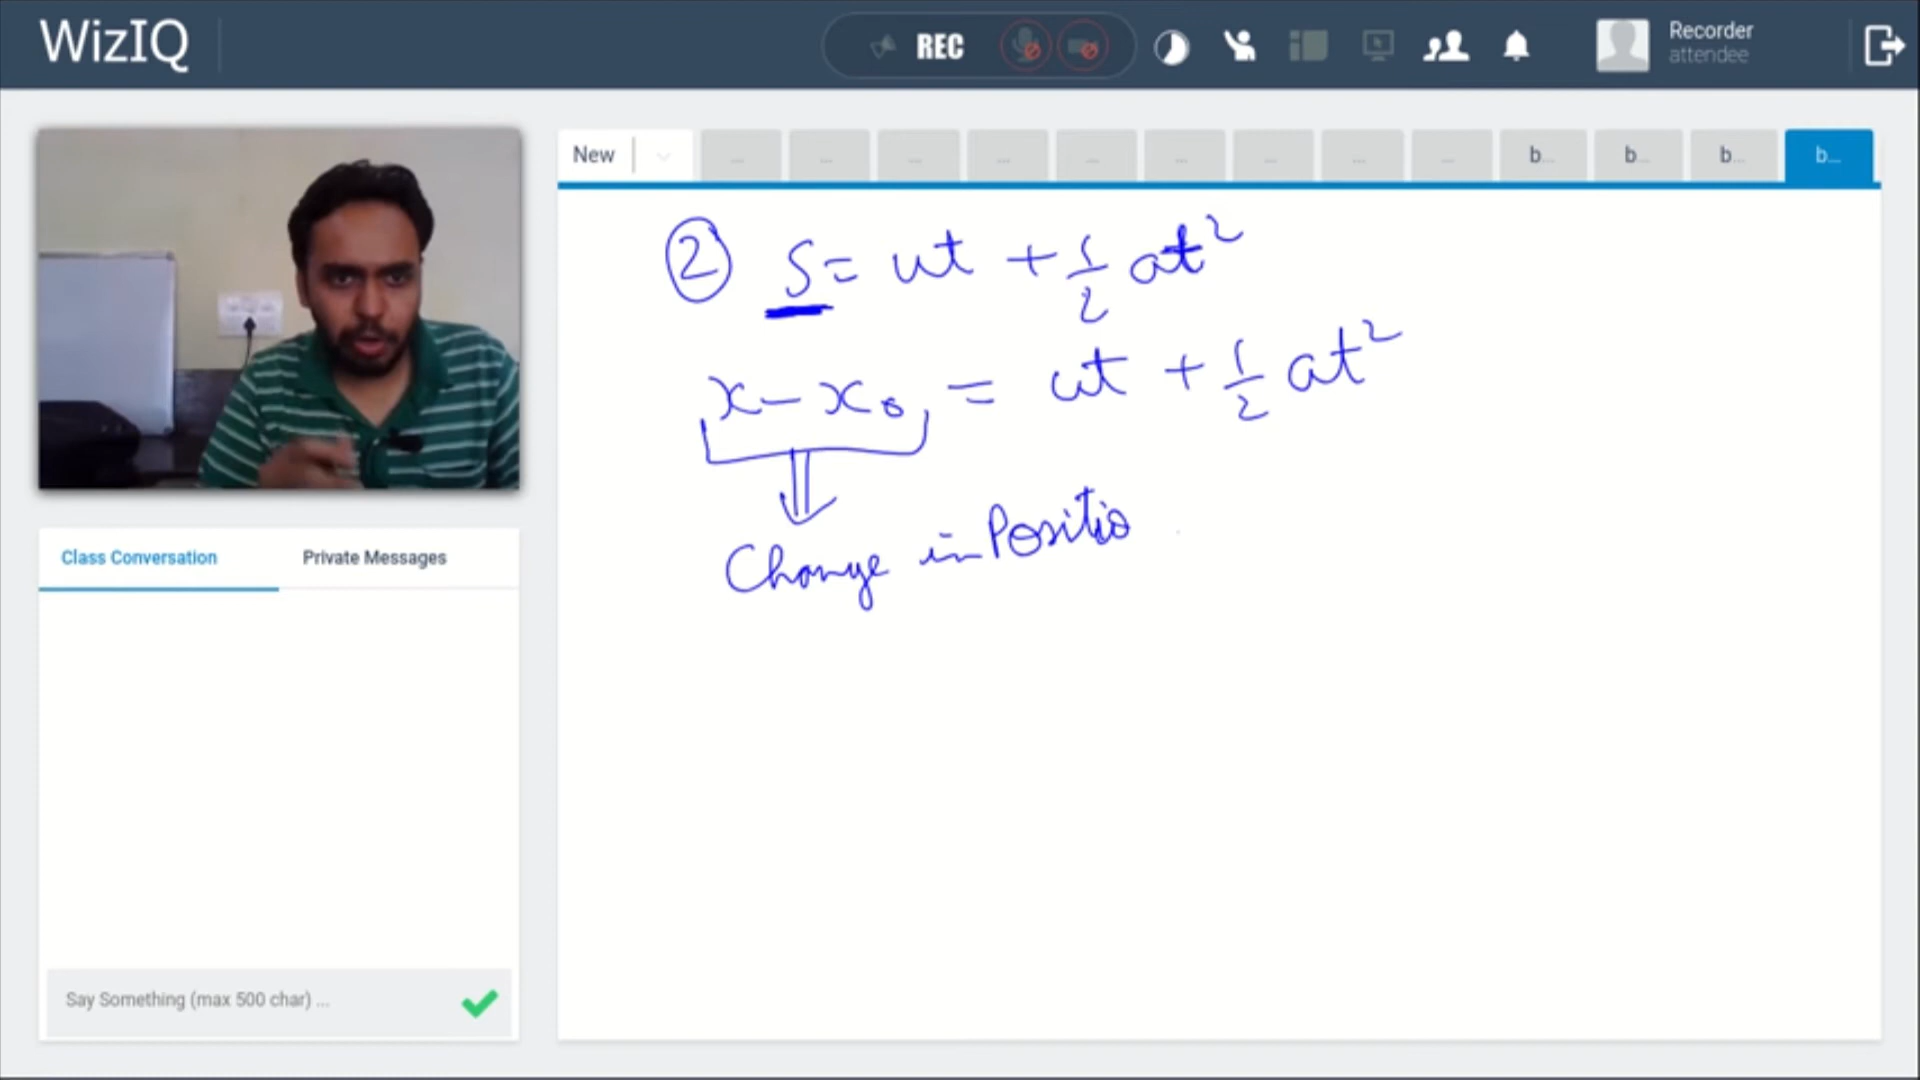 WizIQ
REC
Recorder
attendee
New ... ... ... ... ... ... ... ... ... b... b... b... b...
② S = ut + 1/2 at²
x - x₀ = ut + 1/2 at²
Change in Positio
Class Conversation Private Messages
Say Something (max 500 char) ...